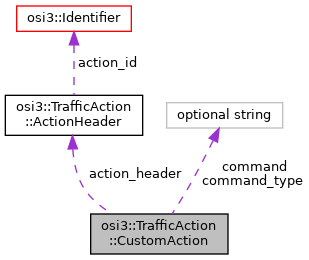 osi3::Identifier
action_id
osi3::TrafficAction
::ActionHeader
optional string
action_header
command
command_type
osi3::TrafficAction
::CustomAction